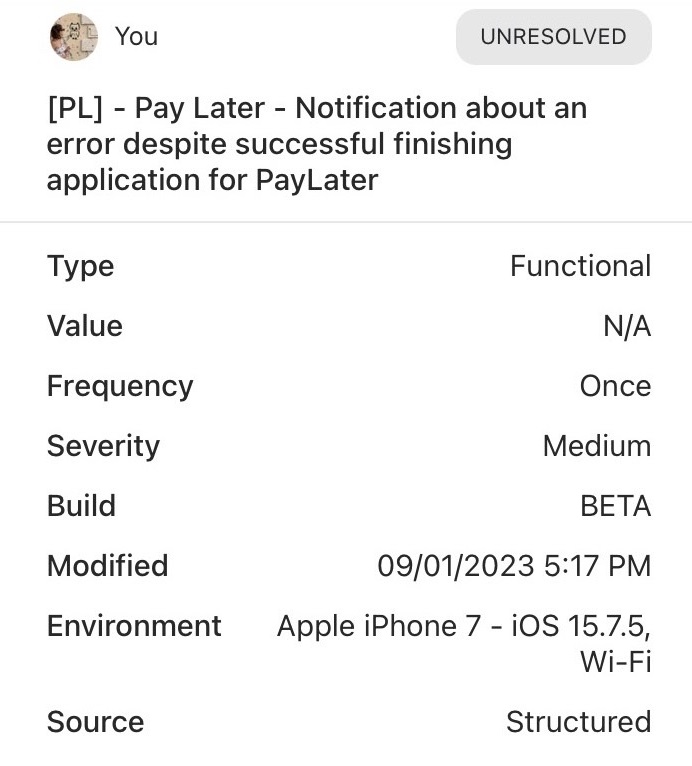 You
UNRESOLVED
[PL] - Pay Later - Notification about an
error despite successful finishing
application for PayLater
Type Functional
Value N/A
Frequency Once
Severity Medium
Build BETA
Modified 09/01/2023 5:17 PM
Environment Apple iPhone 7 - iOS 15.7.5,
Wi-Fi
Source Structured